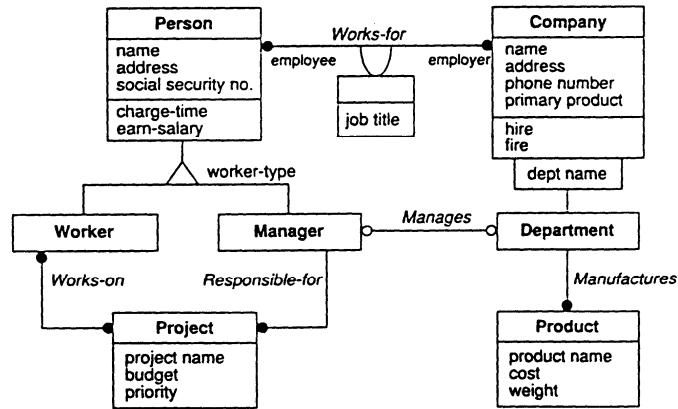 Person
name
address
social security no.
charge-time
earn-salary
Works-for
employee
employer
job title
Company
name
address
phone number
primary product
hire
fire
dept name
worker-type
Worker
Manager
Manages
Department
Works-on
Responsible-for
Manufactures
Project
project name
budget
priority
Product
product name
cost
weight